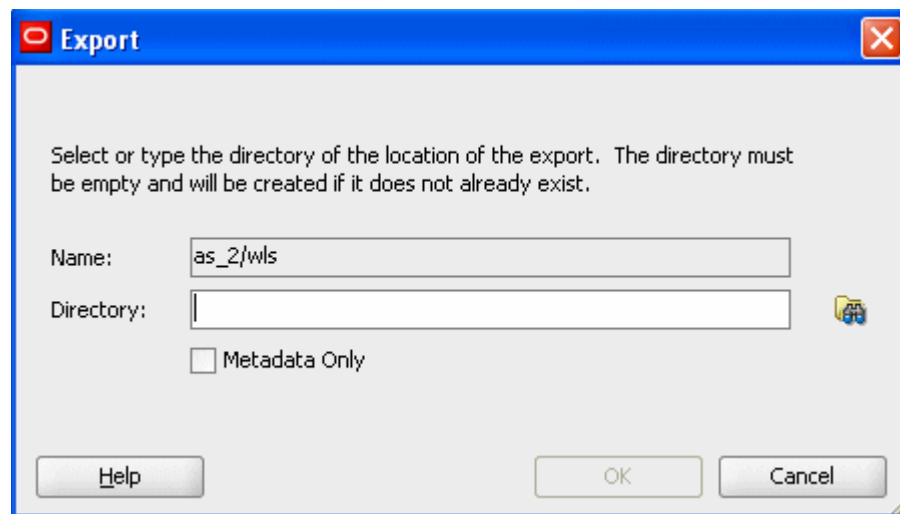 Export
Select or type the directory of the location of the export. The directory must
be empty and will be created if it does not already exist.
Name: as_2/wls
Directory:
Metadata Only
Help OK Cancel